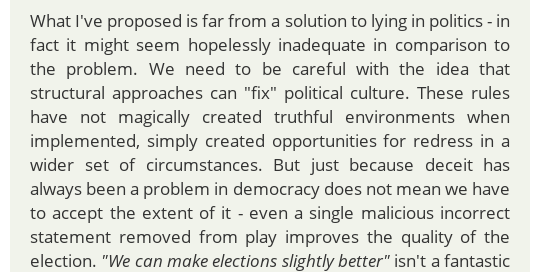 What I've proposed is far from a solution to lying in politics - in
fact it might seem hopelessly inadequate in comparison to
the problem. We need to be careful with the idea that
structural approaches can "fix" political culture. These rules
have not magically created truthful environments when
implemented, simply created opportunities for redress in a
wider set of circumstances. But just because deceit has
always been a problem in democracy does not mean we have
to accept the extent of it - even a single malicious incorrect
statement removed from play improves the quality of the
election. "We can make elections slightly better" isn't a fantastic